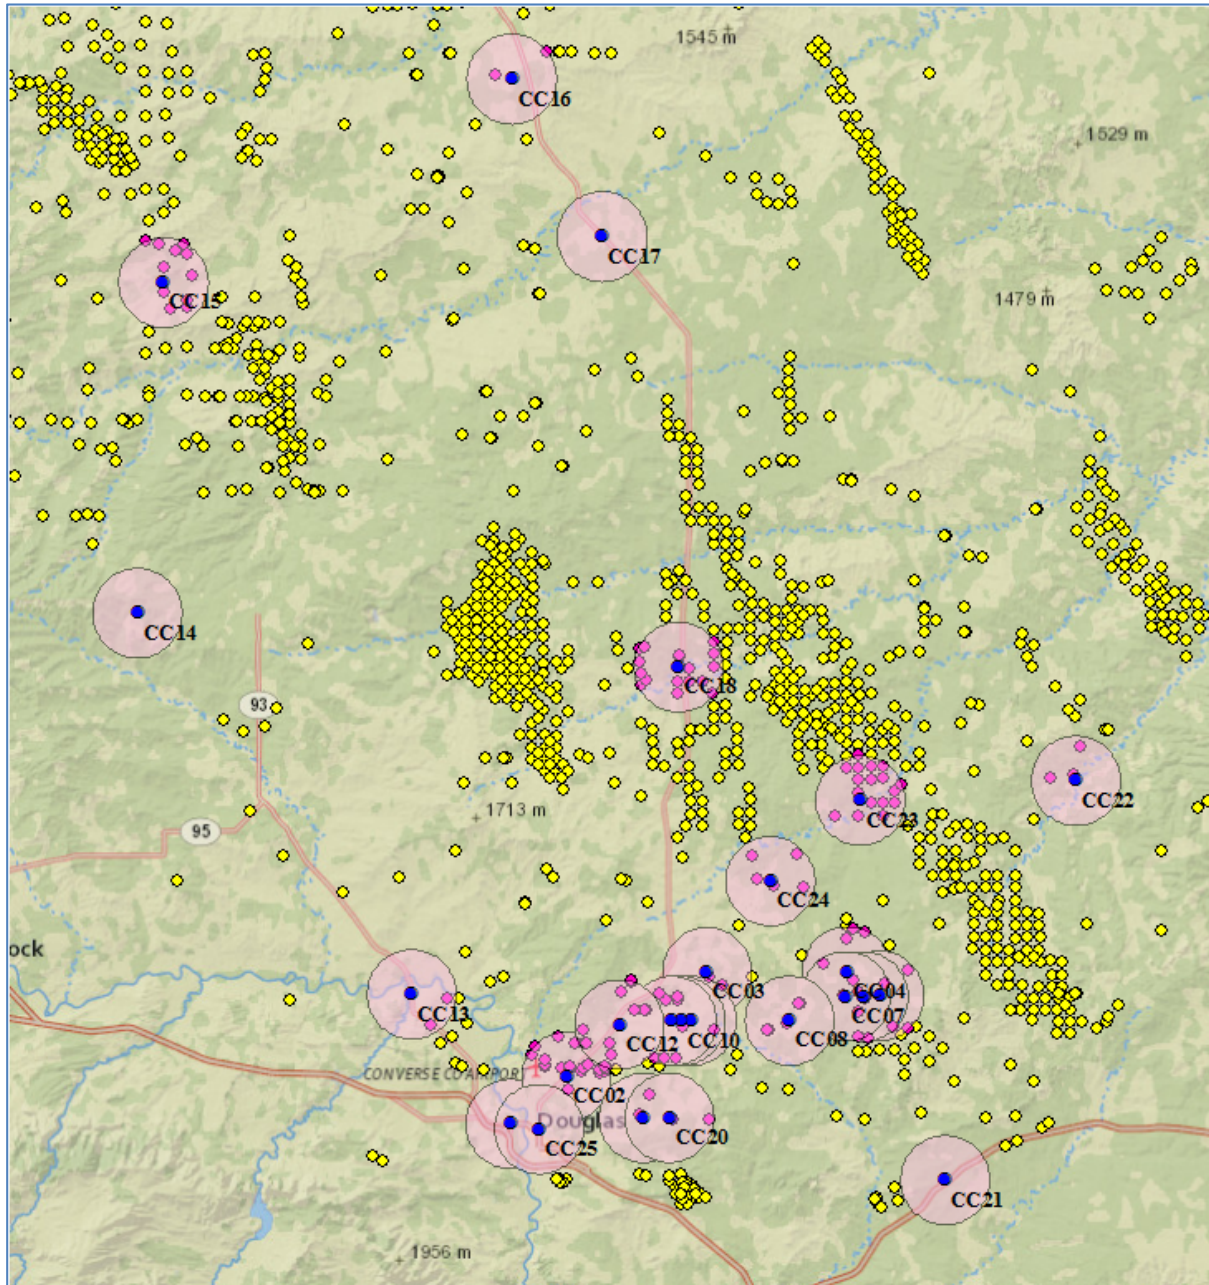 1545 m
CC16
1529 m
CC17
CC15
1479 m
CC14
CC18
93
CC22
1713 m
CC23
95
CC24
ock
CC03
CC04
CC13
CC07
CC12
CC10
CC08
CONVERSE CO AIRPORT
CC02
Douglas
CC20
CC25
CC21
1956 m